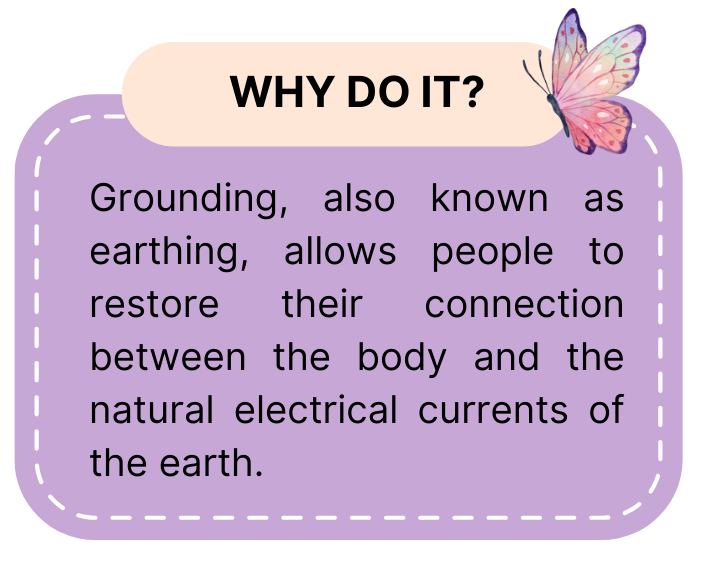 WHY DO IT?
Grounding, also known as
earthing, allows people to
restore their connection
between the body and the
natural electrical currents of
the earth.